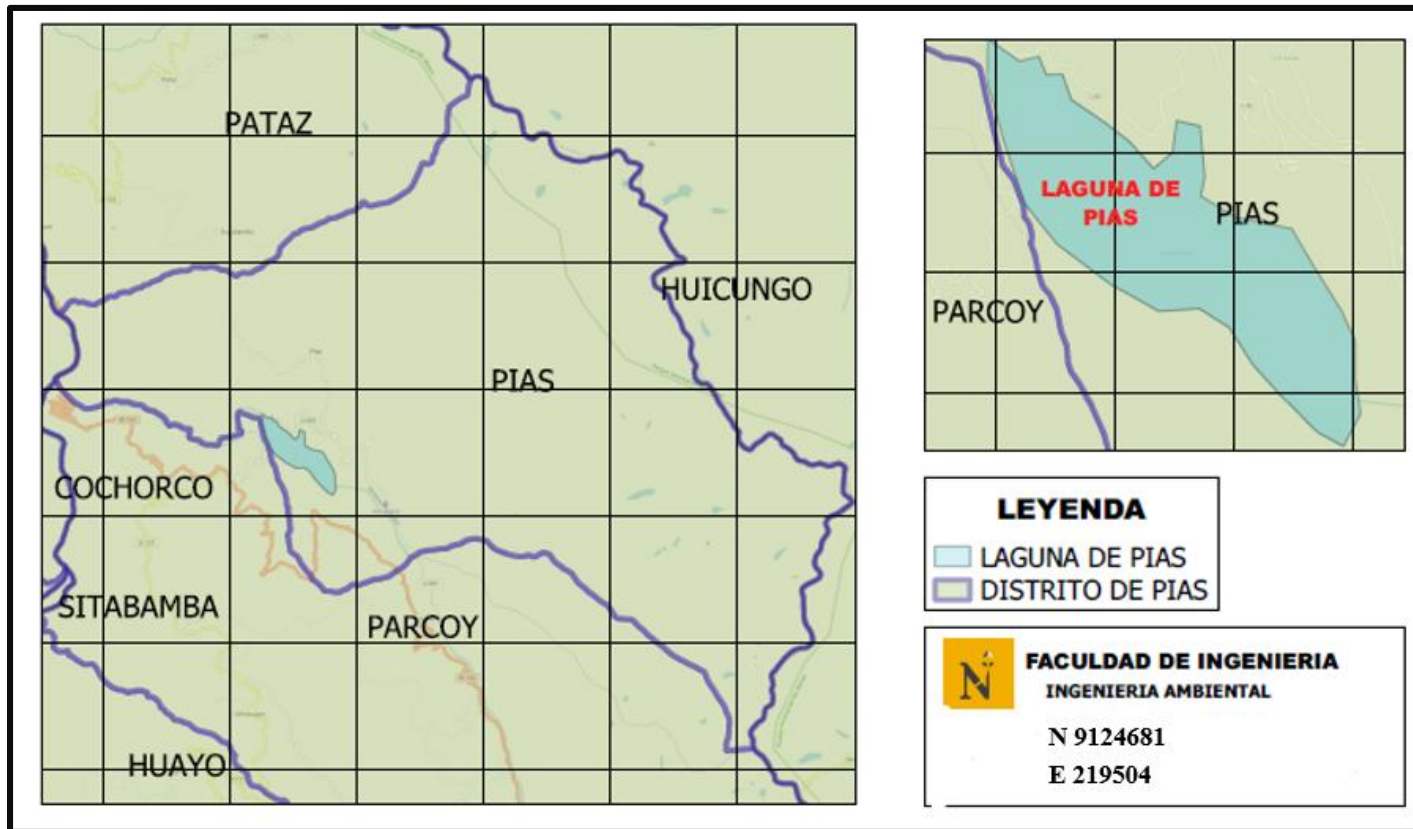 PATAZ
HUICUNGO
PIAS
COCHORCO
SITABAMBA
PARCOY
HUAYO
LAGUNA DE
PIAS
PIAS
PARCOY
LEYENDA
LAGUNA DE PIAS
DISTRITO DE PIAS
N
FACULDAD DE INGENIERIA
INGENIERIA AMBIENTAL
N 9124681
E 219504